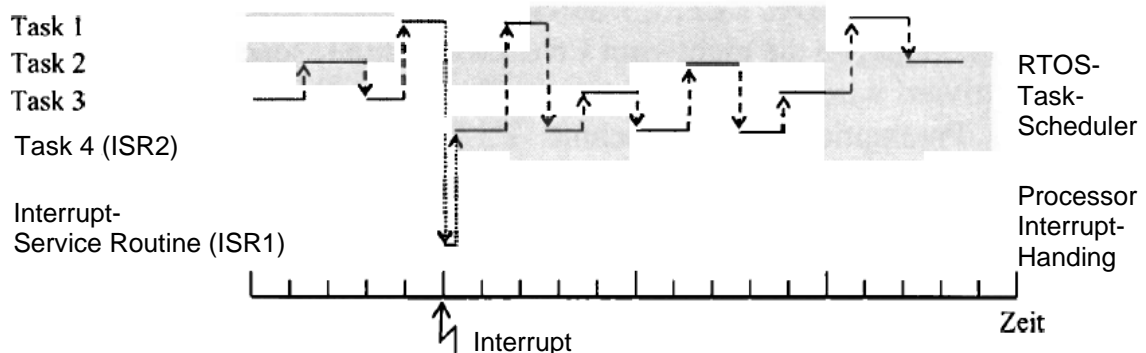 Task 1
Task 2
Task 3
Task 4 (ISR2)
Interrupt-
Service Routine (ISR1)
RTOS-
Task-
Scheduler
Processor
Interrupt-
Handing
Zeit
Interrupt